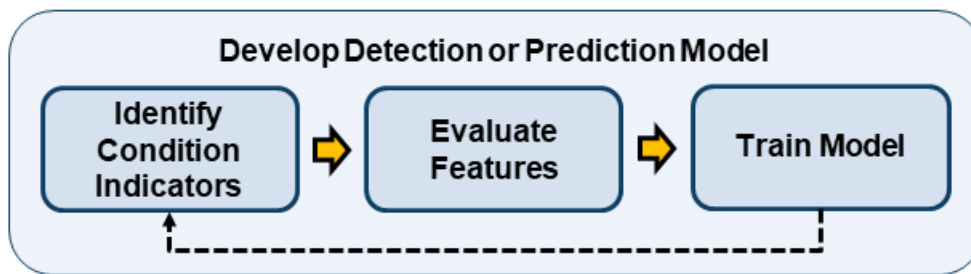 Develop Detection or Prediction Model
Identify
Condition
Indicators
Evaluate
Features
Train Model